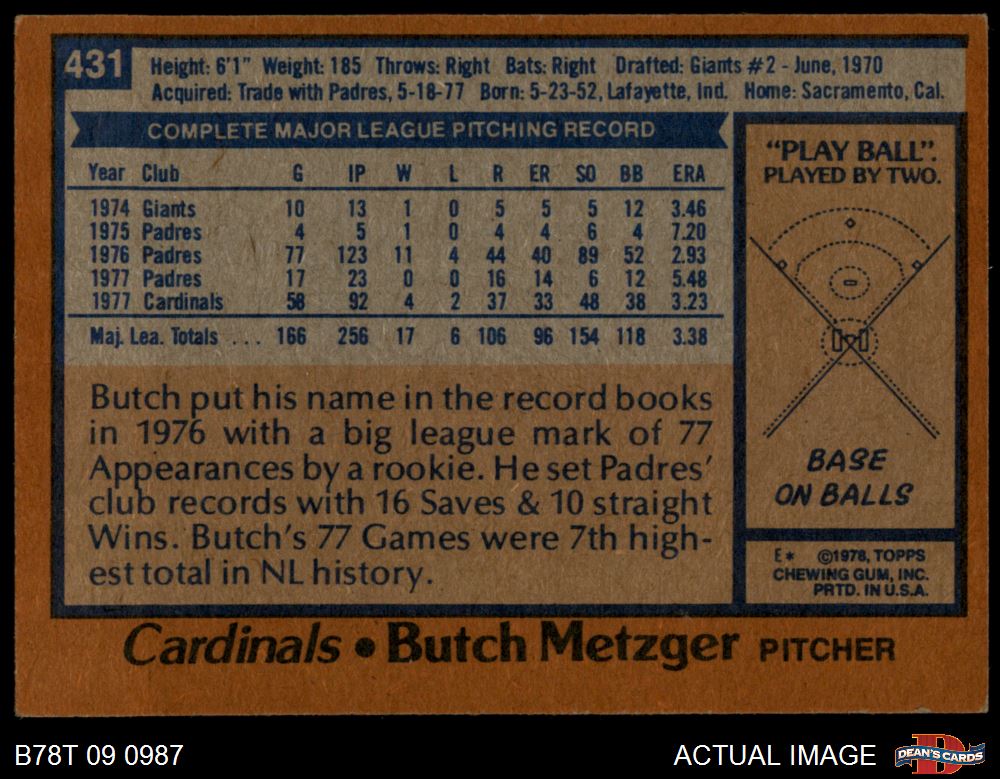 431
Height: 6'1" Weight: 185 Throws: Right Bats: Right Drafted: Giants #2 - June, 1970
Acquired: Trade with Padres, 5-18-77 Born: 5-23-52, Lafayette, Ind. Home: Sacramento, Cal.
COMPLETE MAJOR LEAGUE PITCHING RECORD
Year Club G IP W L R ER SO BB ERA
1974 Giants 10 13 1 0 5 5 5 12 3.46
1975 Padres 4 5 1 0 4 4 6 4 7.20
1976 Padres 77 123 11 4 44 40 89 52 2.93
1977 Padres 17 23 0 0 16 14 6 12 5.48
1977 Cardinals 58 92 4 2 37 33 48 38 3.23
Maj. Lea. Totals ... 166 256 17 6 106 96 154 118 3.38
Butch put his name in the record books
in 1976 with a big league mark of 77
Appearances by a rookie. He set Padres'
club records with 16 Saves & 10 straight
Wins. Butch's 77 Games were 7th high-
est total in NL history.
"PLAY BALL".
PLAYED BY TWO.
BASE
ON BALLS
E* ©1978, TOPPS
CHEWING GUM, INC.
PRTD. IN U.S.A.
Cardinals • Butch Metzger PITCHER
B78T 09 0987
ACTUAL IMAGE
D
DEAN'S CARDS